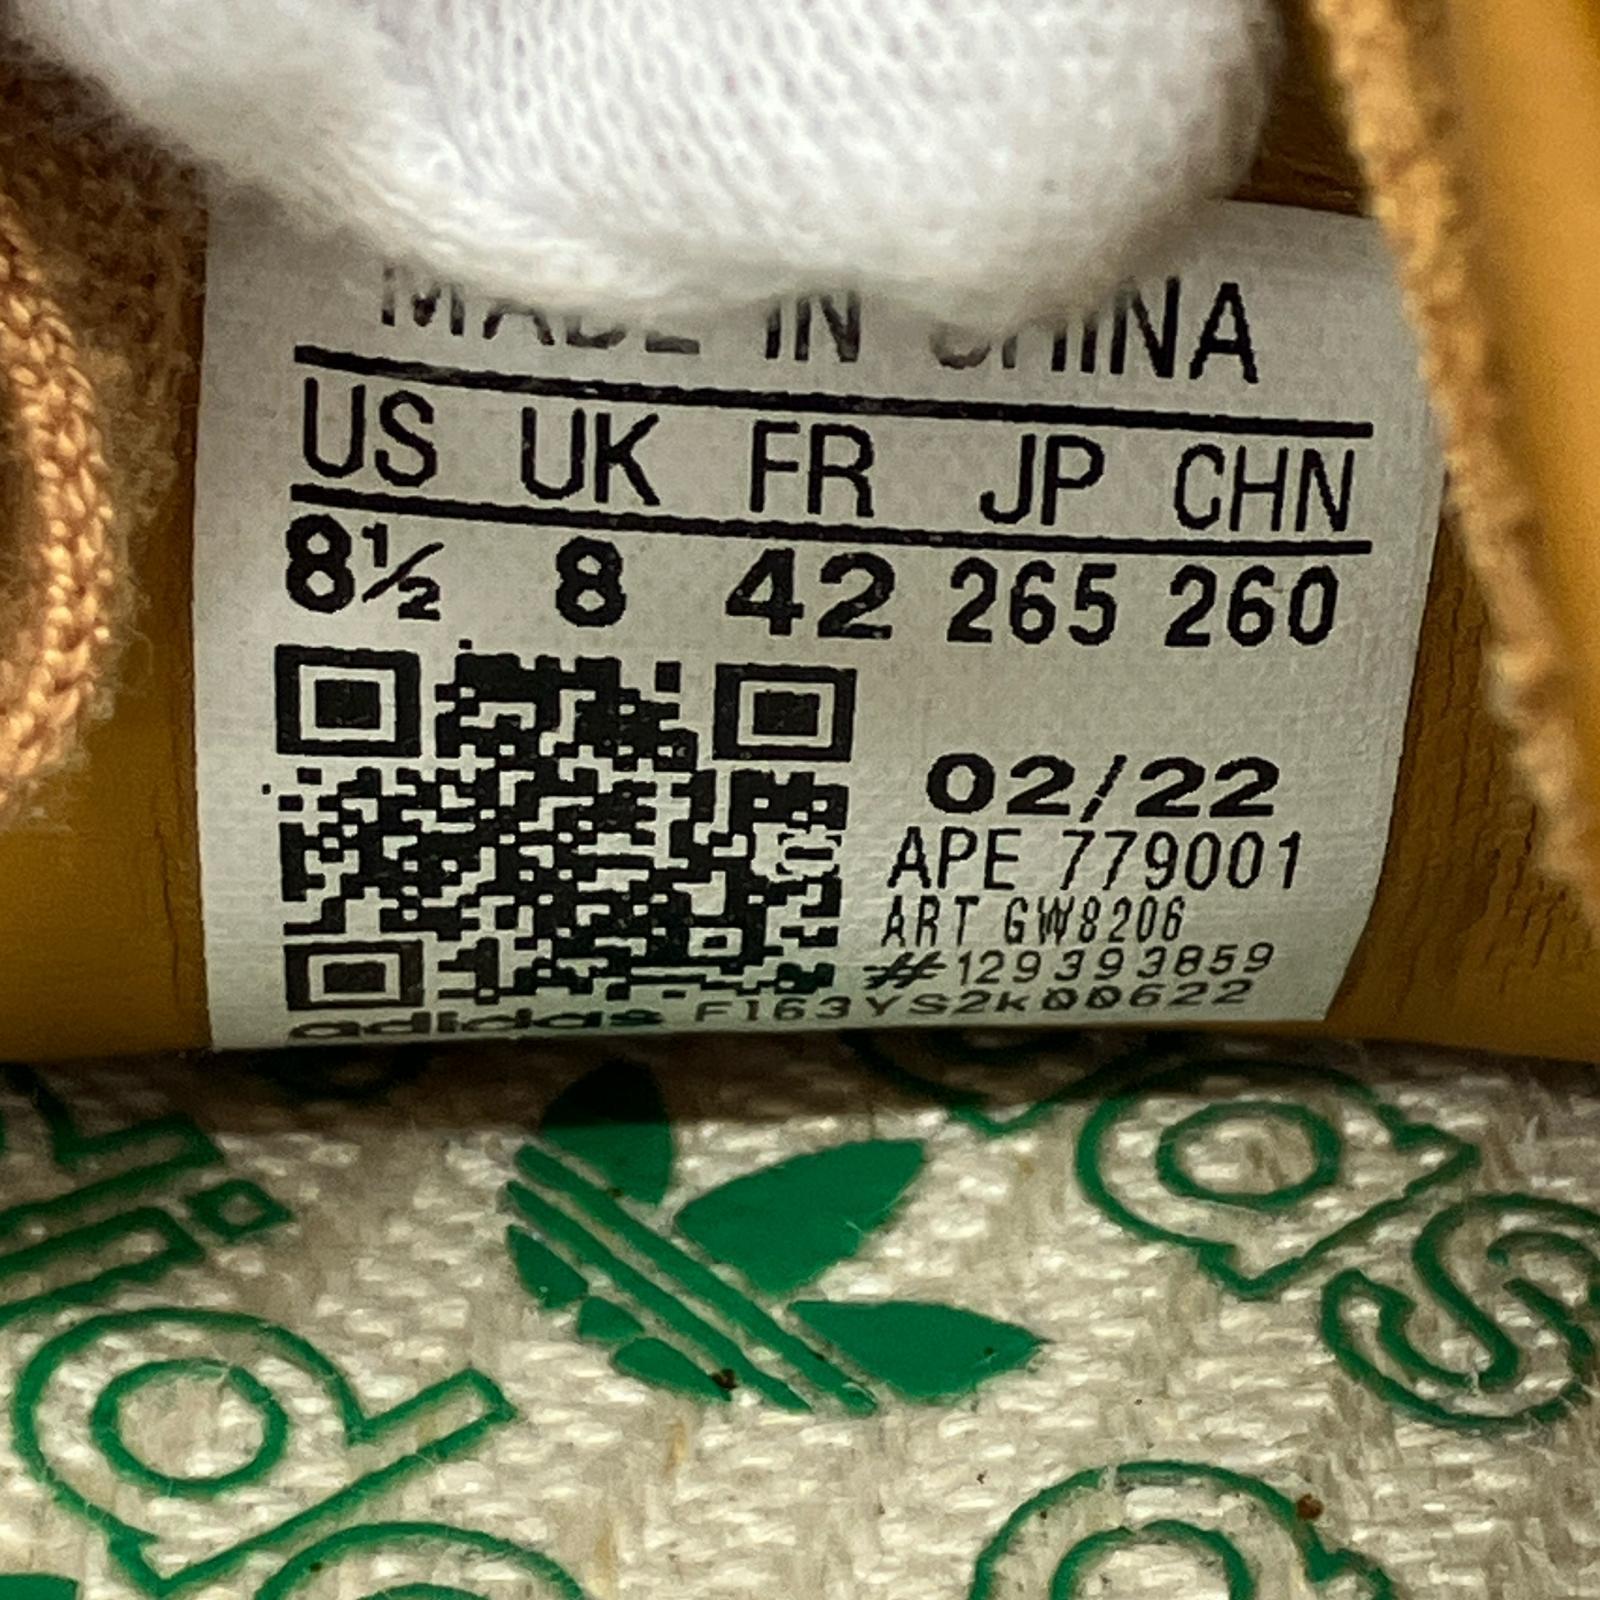 MADE IN CHINA
US UK FR JP CHN
8½ 8 42 265 260
02/22
APE 779001
ART GW8206
#129393859
adidas F163YS2k00622